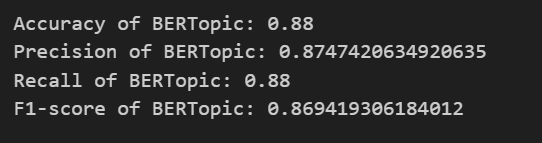 Accuracy of BERTopic: 0.88
Precision of BERTopic: 0.8747420634920635
Recall of BERTopic: 0.88
F1-score of BERTopic: 0.869419306184012